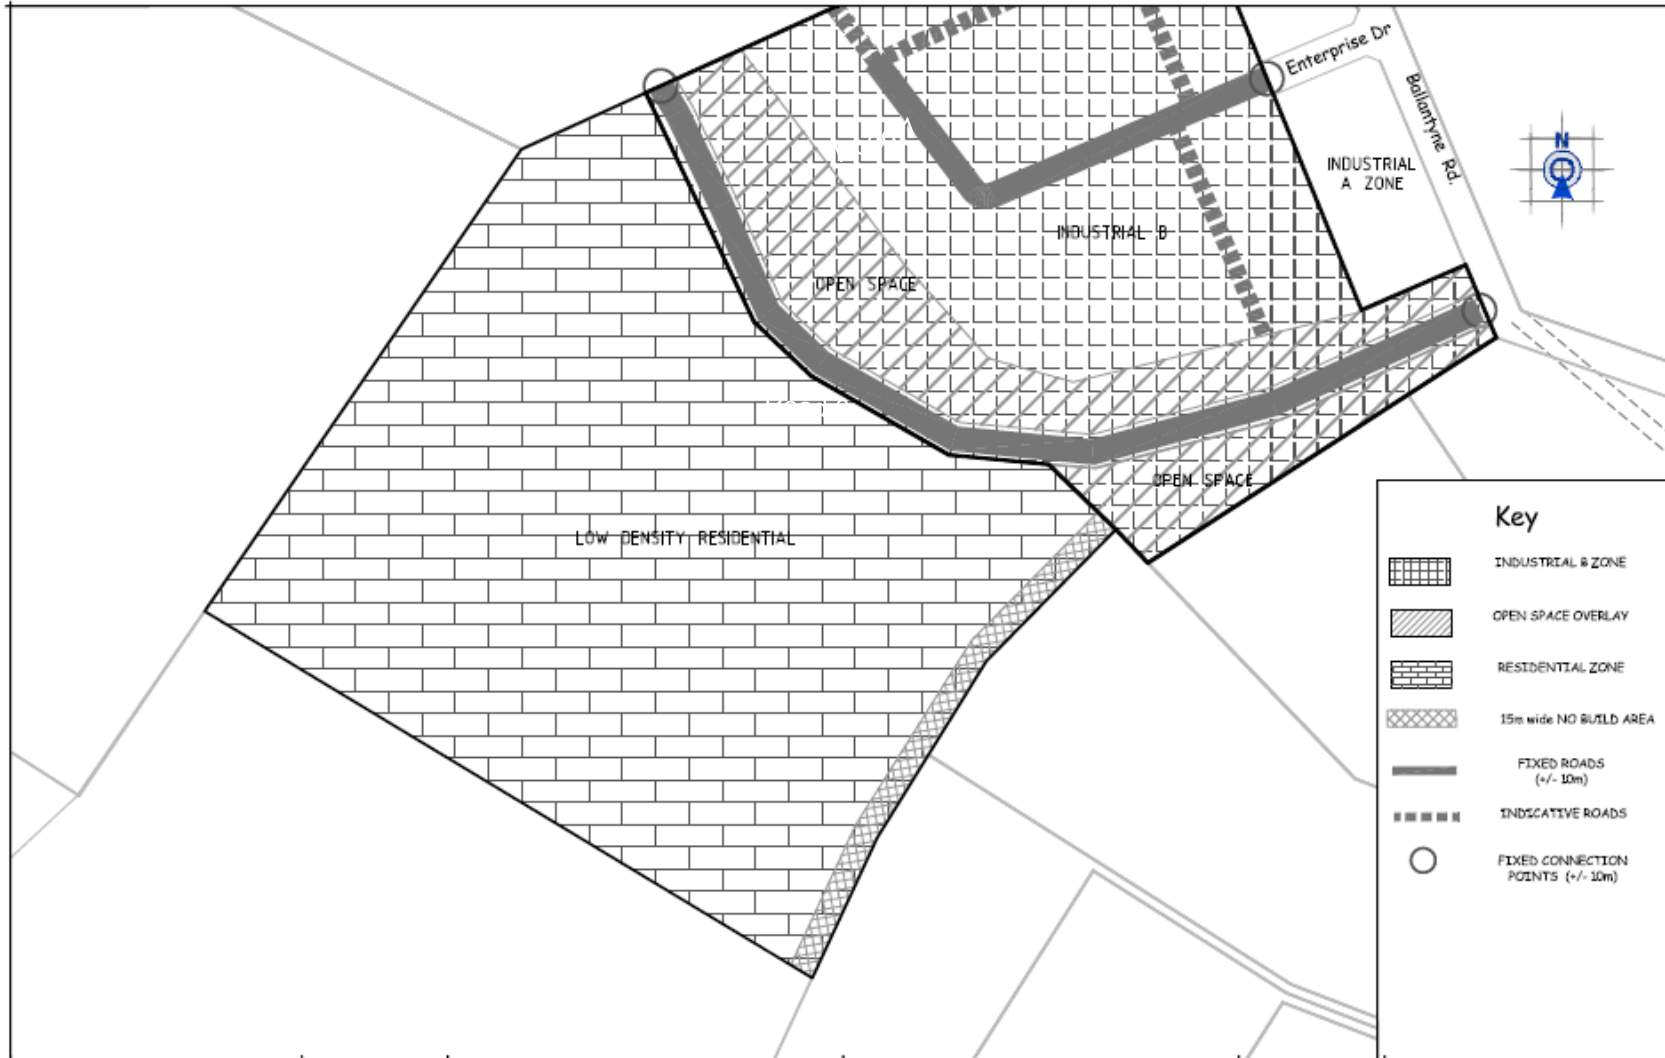 Enterprise Dr
Ballantyne Rd.
N
INDUSTRIAL
A ZONE
INDUSTRIAL B
OPEN SPACE
OPEN SPACE
LOW DENSITY RESIDENTIAL
Key
INDUSTRIAL B ZONE
OPEN SPACE OVERLAY
RESIDENTIAL ZONE
15m wide NO BUILD AREA
FIXED ROADS
(+/- 10m)
INDICATIVE ROADS
FIXED CONNECTION
POINTS (+/- 10m)